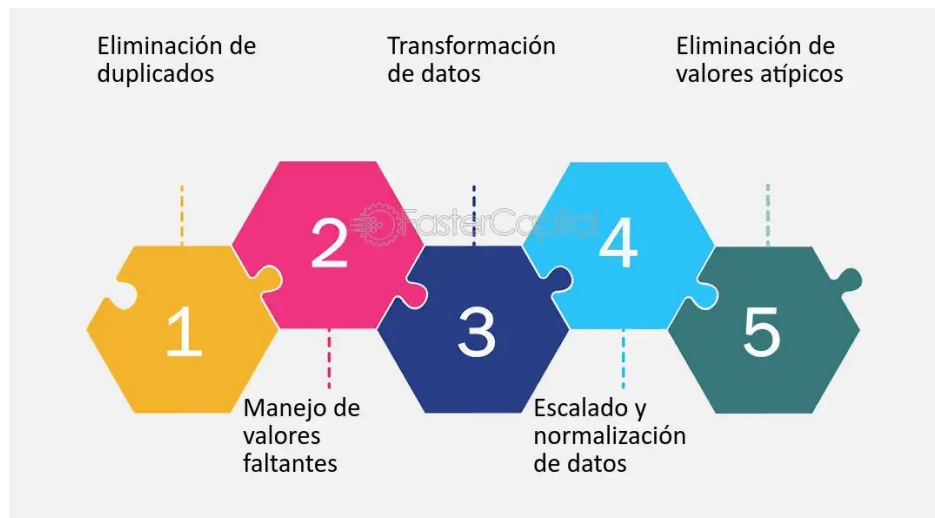 Eliminación de
duplicados
Transformación
de datos
Eliminación de
valores atípicos
FasterCapital
1
2
3
4
5
Manejo de
valores
faltantes
Escalado y
normalización
de datos